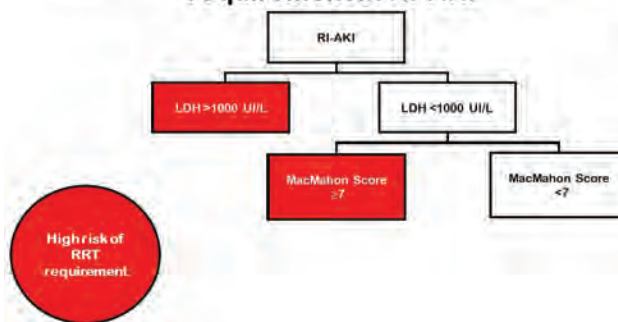 RI-AKI
LDH >1000 UI/L
LDH <1000 UI/L
MacMahon Score
≥7
MacMahon Score
<7
High risk of
RRT
requirement